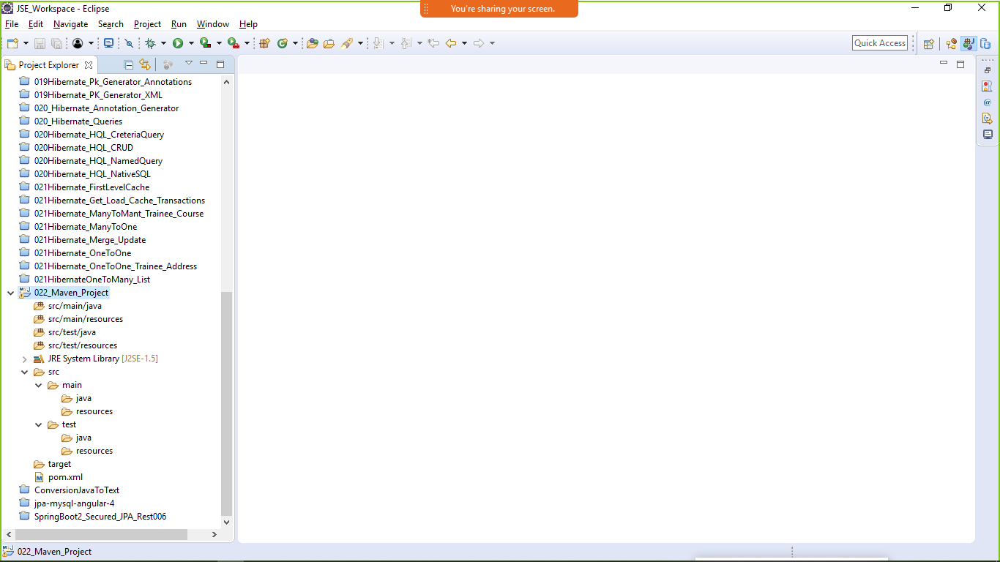 JSE_Workspace - Eclipse
You're sharing your screen.
File Edit Navigate Search Project Run Window Help
Quick Access
Project Explorer
019Hibernate_Pk_Generator_Annotations
019Hibernate_PK_Generator_XML
020_Hibernate_Annotation_Generator
020_Hibernate_Queries
020Hibernate_HQL_CreteriaQuery
020Hibernate_HQL_CRUD
020Hibernate_HQL_NamedQuery
020Hibernate_HQL_NativeSQL
021Hibernate_FirstLevelCache
021Hibernate_Get_Load_Cache_Transactions
021Hibernate_ManyToMant_Trainee_Course
021Hibernate_ManyToOne
021Hibernate_Merge_Update
021Hibernate_OneToOne
021Hibernate_OneToOne_Trainee_Address
021HibernateOneToMany_List
022_Maven_Project
src/main/java
src/main/resources
src/test/java
src/test/resources
JRE System Library [J2SE-1.5]
src
main
java
resources
test
java
resources
target
pom.xml
ConversionJavaToText
jpa-mysql-angular-4
SpringBoot2_Secured_JPA_Rest006
022_Maven_Project